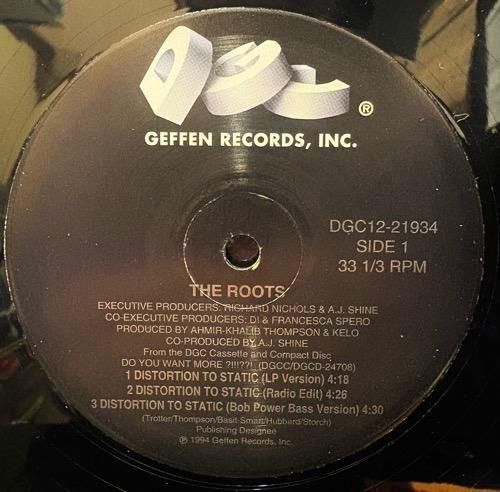 DGC
®
GEFFEN RECORDS, INC.
DGC12-21934
SIDE 1
33 1/3 RPM
THE ROOTS
EXECUTIVE PRODUCERS: RICHARD NICHOLS & A.J. SHINE
CO-EXECUTIVE PRODUCERS: DI & FRANCESCA SPERO
PRODUCED BY AHMIR-KHALIB THOMPSON & KELO
CO-PRODUCED BY A.J. SHINE
From the DGC Cassette and Compact Disc
DO YOU WANT MORE ?!!!??! (DGCC/DGCD-24708)
1 DISTORTION TO STATIC (LP Version) 4:18
2 DISTORTION TO STATIC (Radio Edit) 4:26
3 DISTORTION TO STATIC (Bob Power Bass Version) 4:30
(Trotter/Thompson/Basit-Smart/Hubbard/Storch)
Publishing Designee
℗ 1994 Geffen Records, Inc.